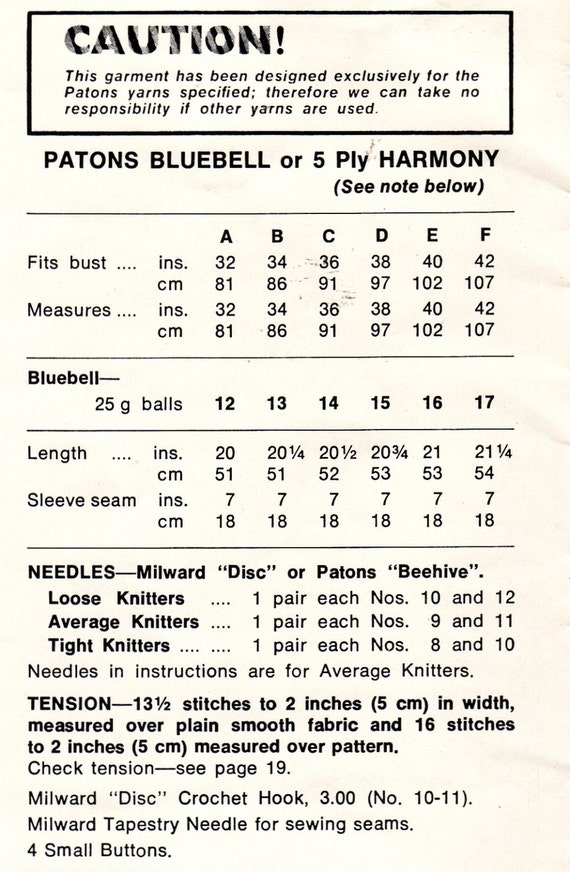 CAUTION!
This garment has been designed exclusively for the
Patons yarns specified; therefore we can take no
responsibility if other yarns are used.
PATONS BLUEBELL or 5 Ply HARMONY
(See note below)
A B C D E F
Fits bust .... ins. 32 34 36 38 40 42
cm 81 86 91 97 102 107
Measures .... ins. 32 34 36 38 40 42
cm 81 86 91 97 102 107
Bluebell—
25 g balls 12 13 14 15 16 17
Length .... ins. 20 20¼ 20½ 20¾ 21 21¼
cm 51 51 52 53 53 54
Sleeve seam ins. 7 7 7 7 7 7
cm 18 18 18 18 18 18
NEEDLES—Milward "Disc" or Patons "Beehive".
Loose Knitters .... 1 pair each Nos. 10 and 12
Average Knitters .... 1 pair each Nos. 9 and 11
Tight Knitters .... .... 1 pair each Nos. 8 and 10
Needles in instructions are for Average Knitters.
TENSION—13½ stitches to 2 inches (5 cm) in width,
measured over plain smooth fabric and 16 stitches
to 2 inches (5 cm) measured over pattern.
Check tension—see page 19.
Milward "Disc" Crochet Hook, 3.00 (No. 10-11).
Milward Tapestry Needle for sewing seams.
4 Small Buttons.